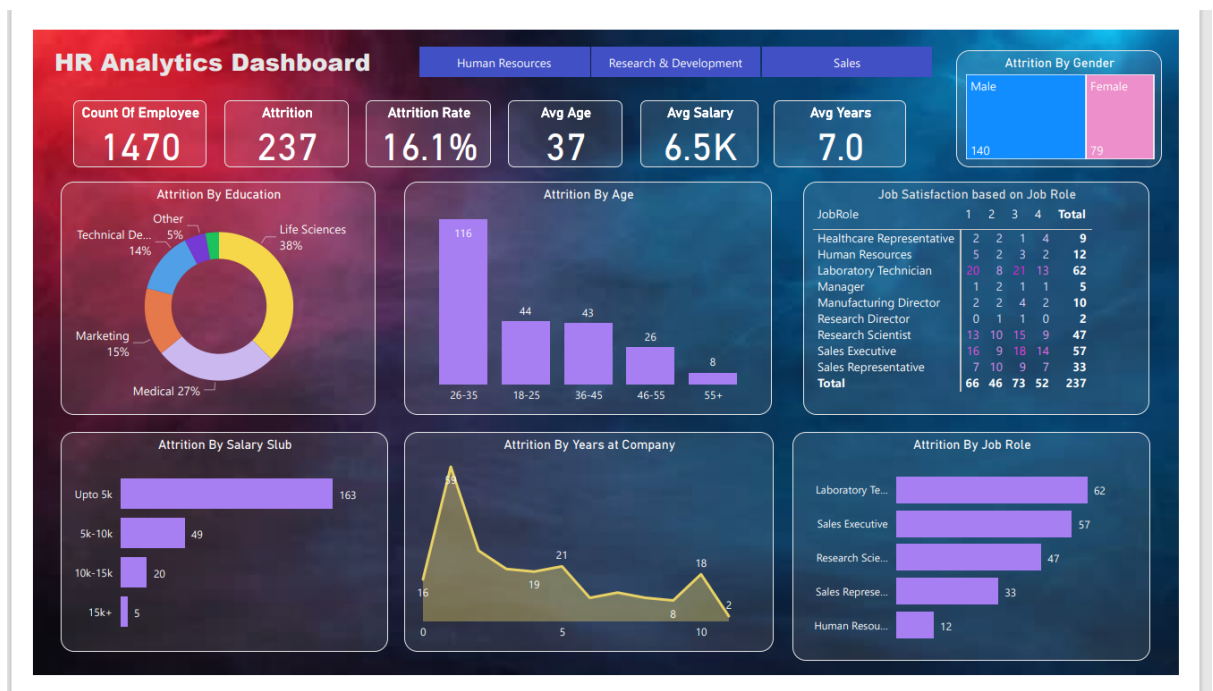 HR Analytics Dashboard
Human Resources
Research & Development
Sales
Attrition By Gender
Male
Female
140
79
Count Of Employee
1470
Attrition
237
Attrition Rate
16.1%
Avg Age
37
Avg Salary
6.5K
Avg Years
7.0
Attrition By Education
Other
5%
Life Sciences
38%
Technical De...
14%
Marketing
15%
Medical 27%
Attrition By Age
116
44
43
26
8
26-35 18-25 36-45 46-55 55+
Job Satisfaction based on Job Role
JobRole 1 2 3 4 Total
Healthcare Representative 2 2 1 4 9
Human Resources 5 2 3 2 12
Laboratory Technician 20 8 21 13 62
Manager 1 2 1 1 5
Manufacturing Director 2 2 4 2 10
Research Director 0 1 1 0 2
Research Scientist 13 10 15 9 47
Sales Executive 16 9 18 14 57
Sales Representative 7 10 9 7 33
Total 66 46 73 52 237
Attrition By Salary Slub
Upto 5k 163
5k-10k 49
10k-15k 20
15k+ 5
Attrition By Years at Company
59
16
19
21
8
18
2
0 5 10
Attrition By Job Role
Laboratory Te... 62
Sales Executive 57
Research Scie... 47
Sales Represe... 33
Human Resou... 12